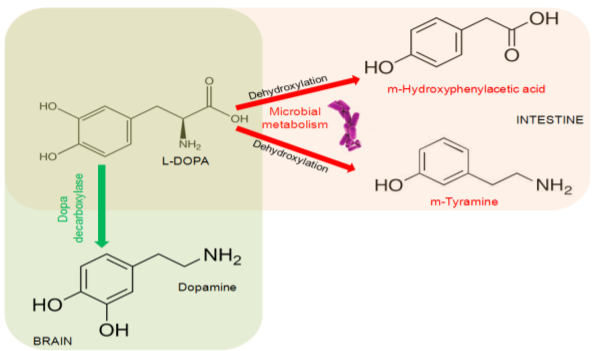 OH
O
HO
m-Hydroxyphenylacetic acid
Dehydroxylation
Microbial
metabolism
INTESTINE
O
OH
HO
HO
NH₂
L-DOPA
Dehydroxylation
HO
NH₂
m-Tyramine
Dopa
decarboxylase
NH₂
Dopamine
HO
OH
BRAIN